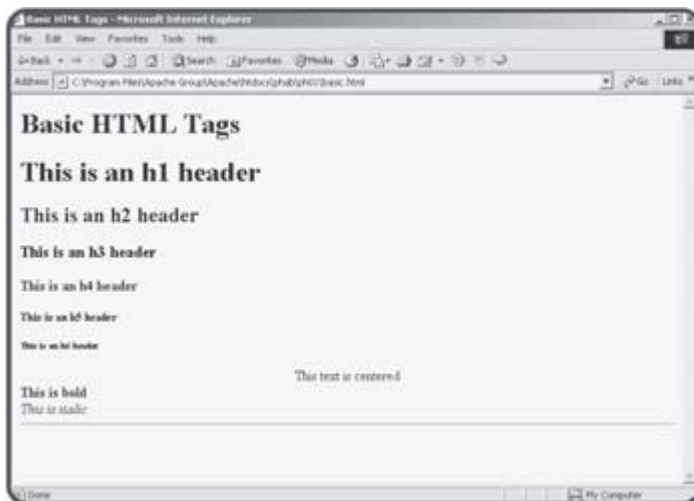 Basic HTML Tags - Microsoft Internet Explorer
File Edit View Favorites Tools Help
Back Search Favorites Media
Address C:\Program Files\Apache Group\Apache\htdocs\phab\ph01\basic.html Go Links
Basic HTML Tags
This is an h1 header
This is an h2 header
This is an h3 header
This is an h4 header
This is an h5 header
This is an h6 header
This text is centered
This is bold
This is italic
Done My Computer